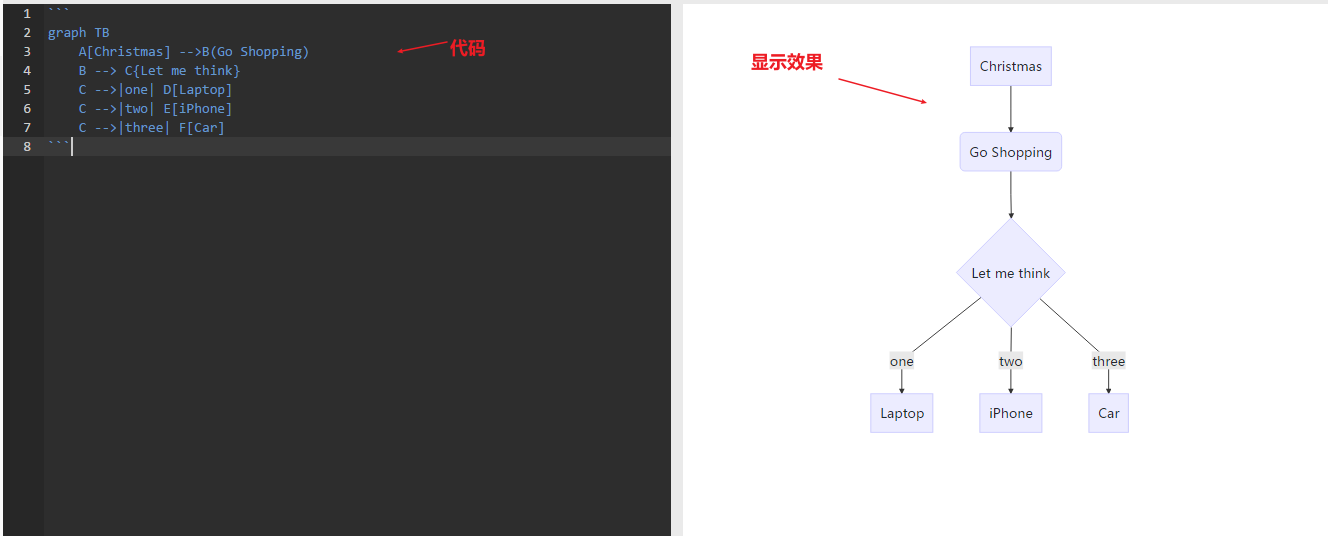 1 ```
2 graph TB
3     A[Christmas] -->B(Go Shopping)
4     B --> C{Let me think}
5     C -->|one| D[Laptop]
6     C -->|two| E[iPhone]
7     C -->|three| F[Car]
8 ```
代码
显示效果
Christmas
Go Shopping
Let me think
one two three
Laptop iPhone Car